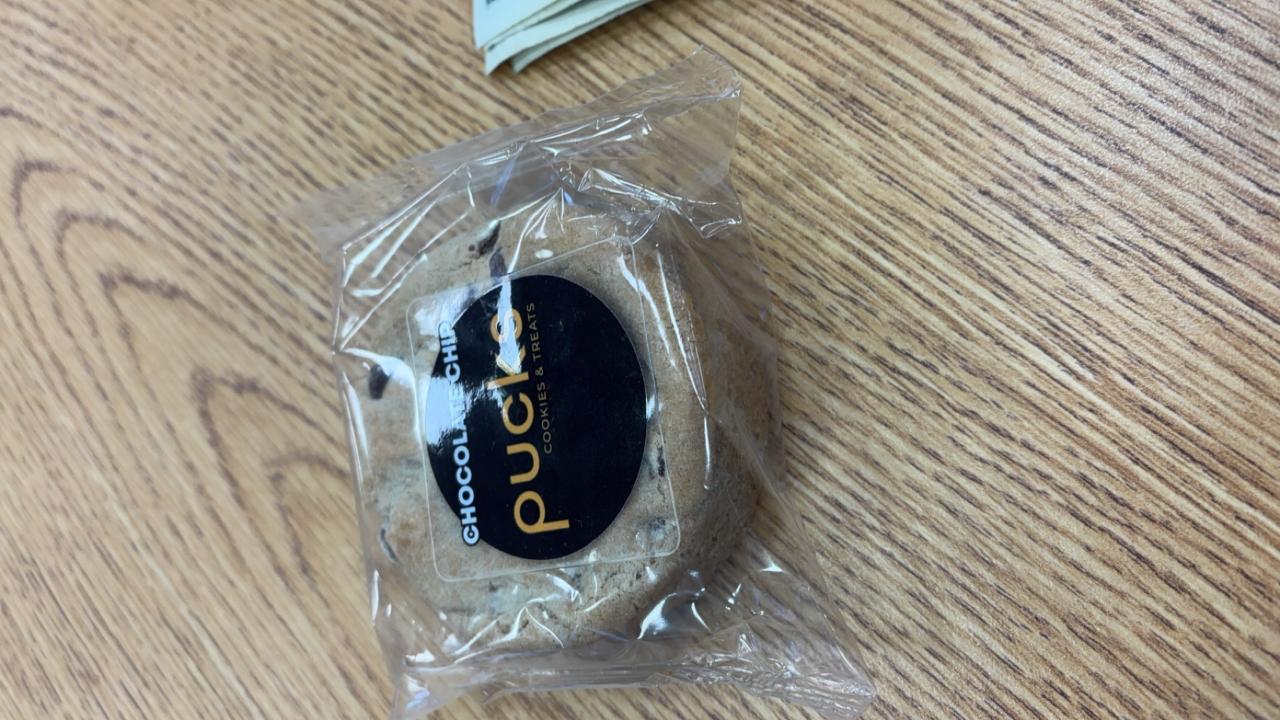 CHOCOLATE CHIP
pucks
COOKIES & TREATS